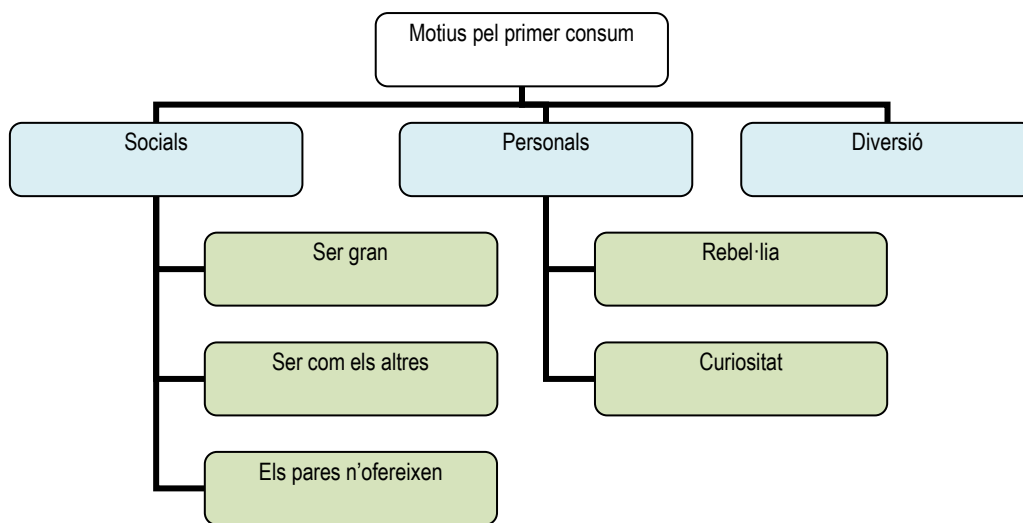 Motius pel primer consum
Socials
Personals
Diversió
Ser gran
Rebel·lia
Ser com els altres
Curiositat
Els pares n’ofereixen